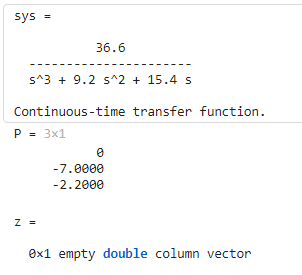 sys =
36.6
----------------------
s^3 + 9.2 s^2 + 15.4 s
Continuous-time transfer function.
P = 3x1
0
-7.0000
-2.2000
z =
0x1 empty double column vector